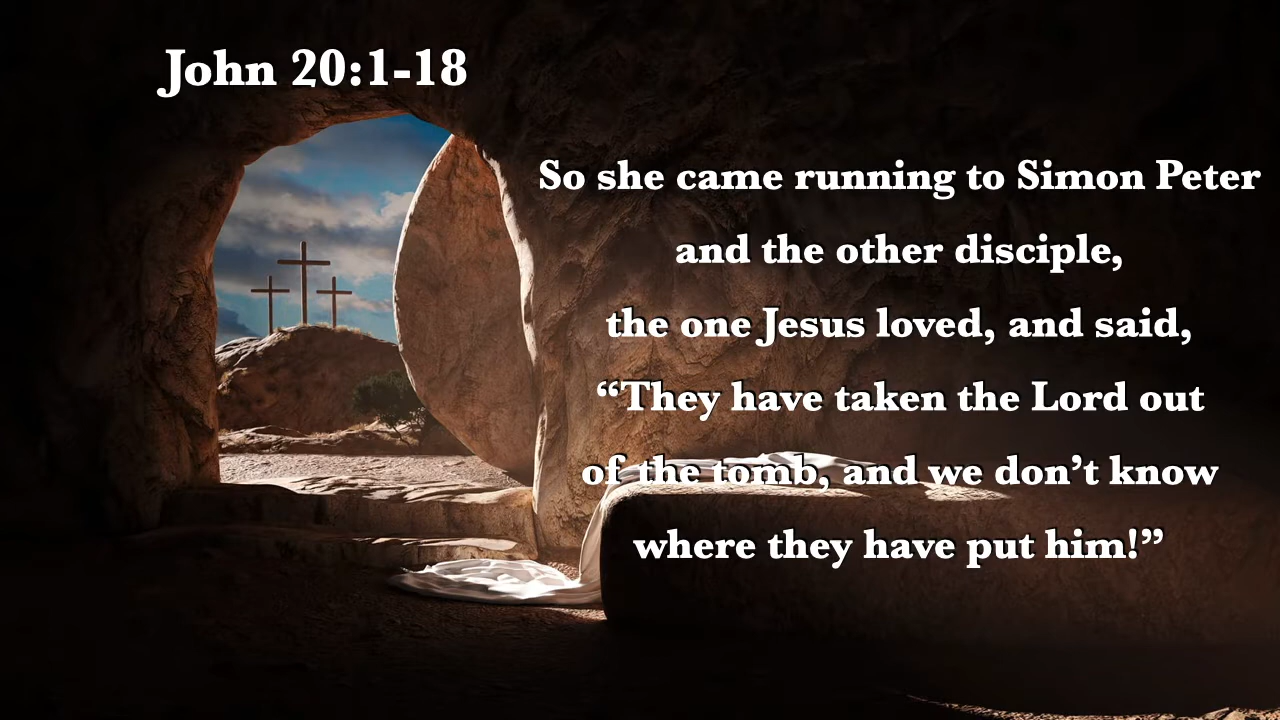 John 20:1-18
So she came running to Simon Peter
and the other disciple,
the one Jesus loved, and said,
“They have taken the Lord out
of the tomb, and we don’t know
where they have put him!”